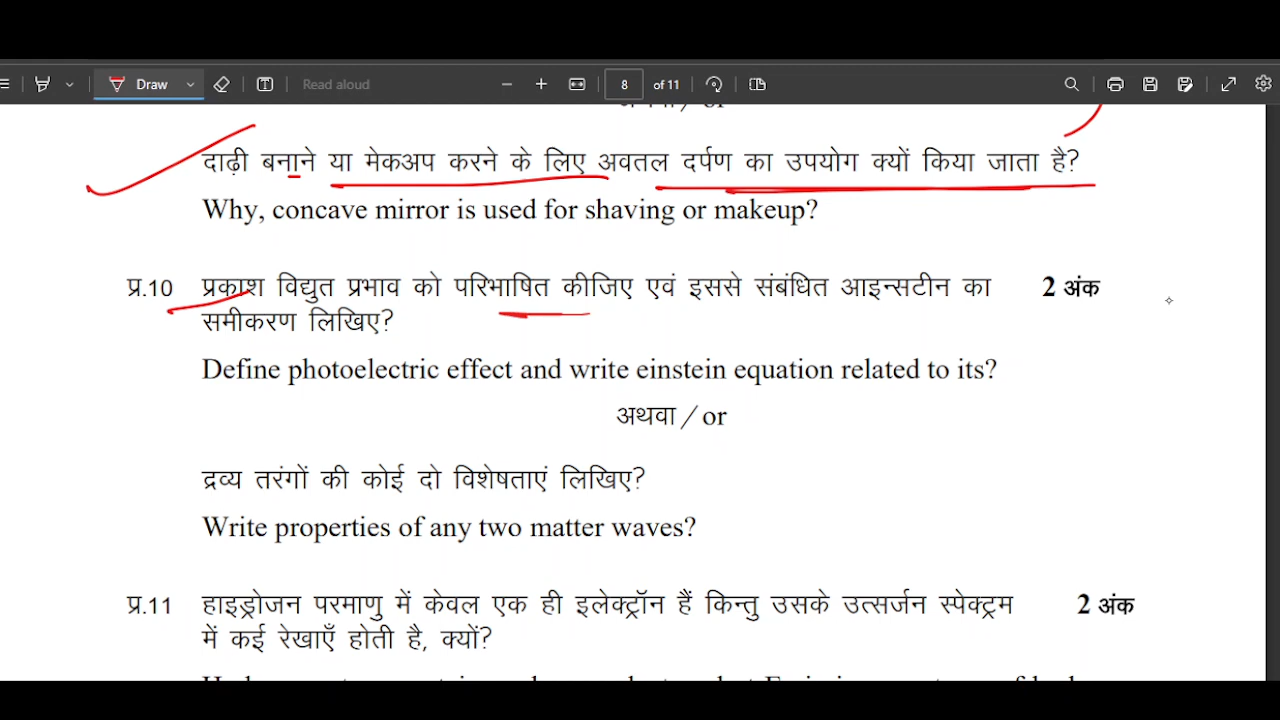 Draw
Read aloud
8 of 11
दाढ़ी बनाने या मेकअप करने के लिए अवतल दर्पण का उपयोग क्यों किया जाता है?
Why, concave mirror is used for shaving or makeup?
प्र.10 प्रकाश विद्युत प्रभाव को परिभाषित कीजिए एवं इससे संबंधित आइन्सटीन का 2 अंक
समीकरण लिखिए?
Define photoelectric effect and write einstein equation related to its?
अथवा / or
द्रव्य तरंगों की कोई दो विशेषताएं लिखिए?
Write properties of any two matter waves?
प्र.11 हाइड्रोजन परमाणु में केवल एक ही इलेक्ट्रॉन हैं किन्तु उसके उत्सर्जन स्पेक्ट्रम 2 अंक
में कई रेखाएँ होती है, क्यों?